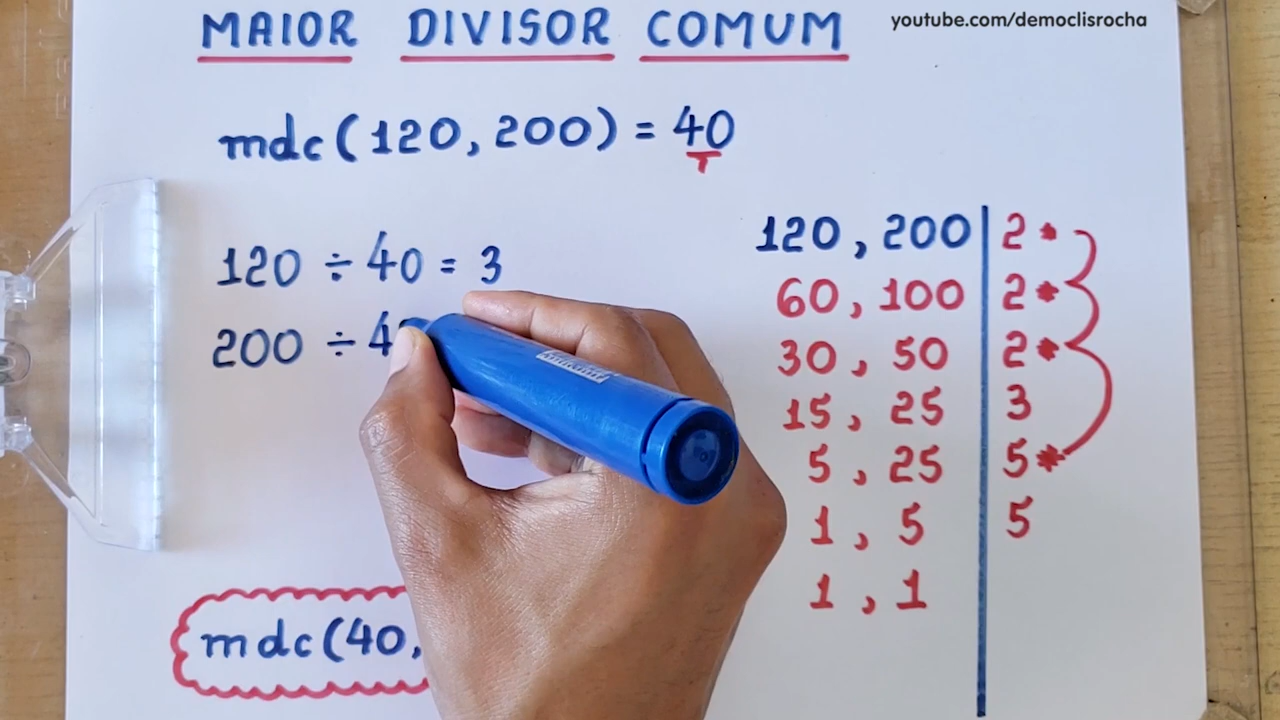 MAIOR DIVISOR COMUM
youtube.com/democlisrocha
mdc(120, 200) = 40
120 ÷ 40 = 3
200 ÷ 4
mdc(40,
120, 200 | 2
60, 100 | 2
30, 50 | 2
15, 25 | 3
5, 25 | 5
1, 5 | 5
1, 1